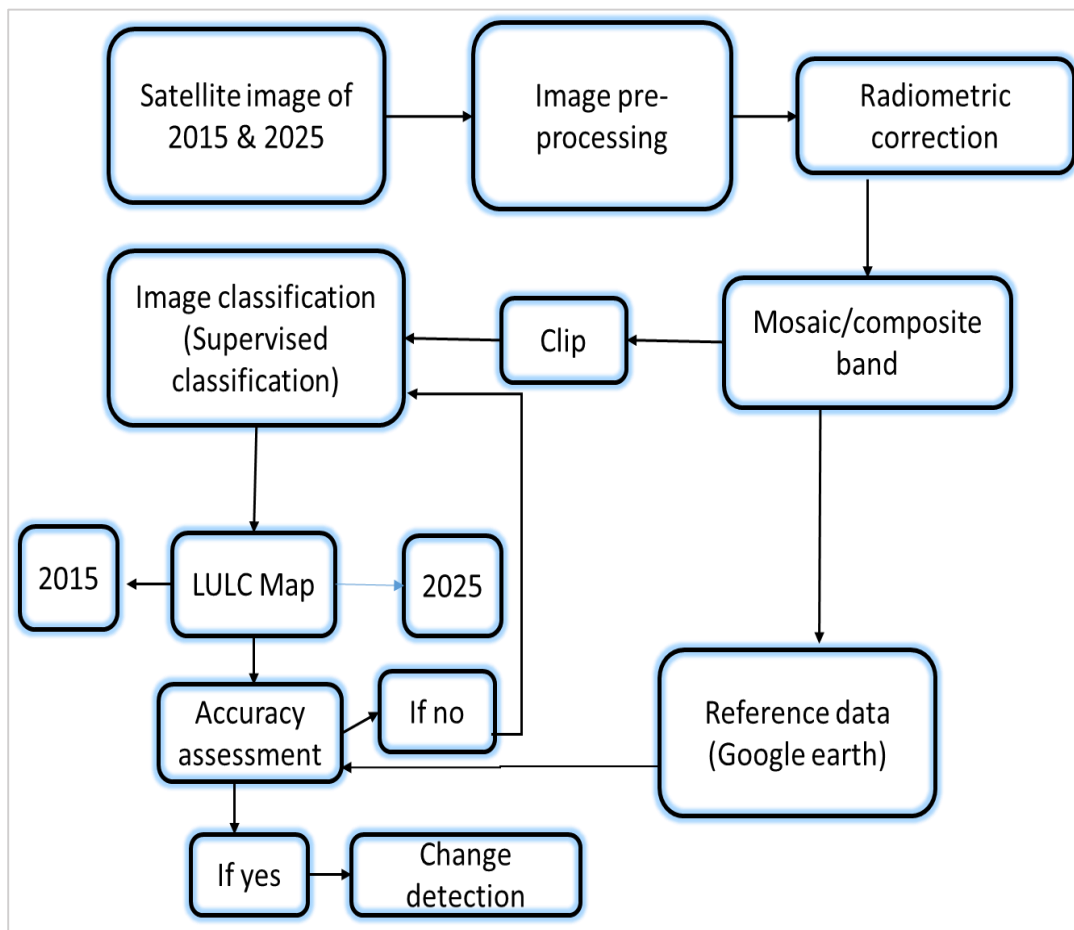 Satellite image of
2015 & 2025
Image pre-
processing
Radiometric
correction
Image classification
(Supervised
classification)
Clip
Mosaic/composite
band
2015
LULC Map
2025
Accuracy
assessment
If no
Reference data
(Google earth)
If yes
Change
detection